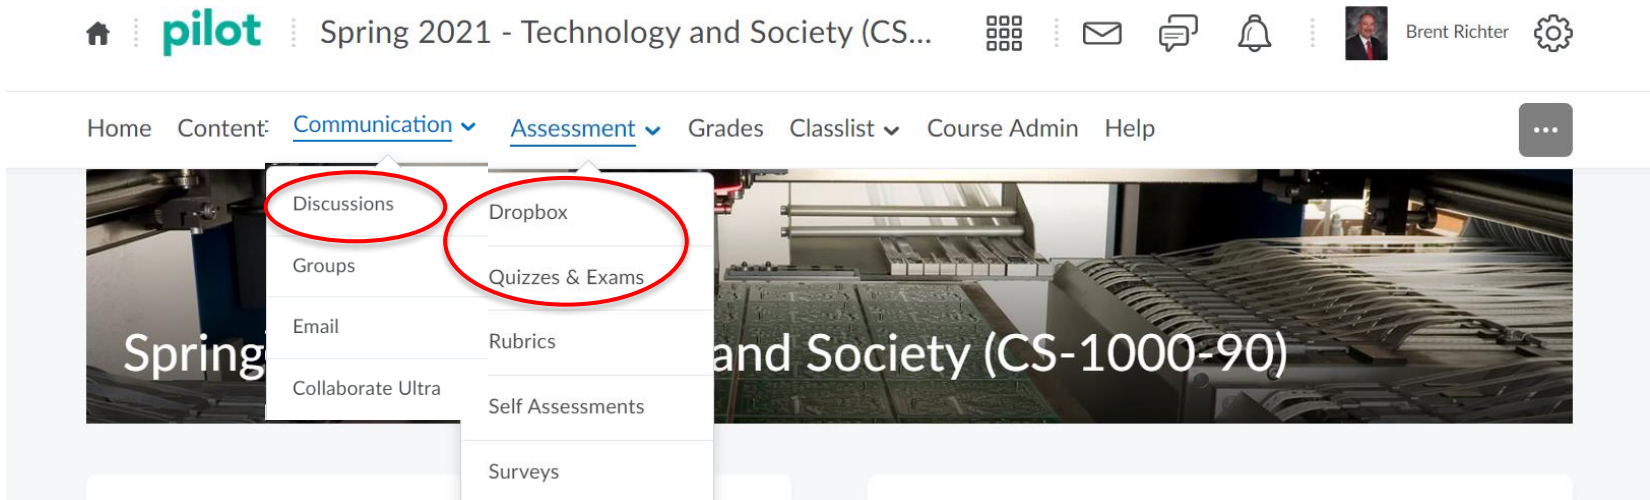 pilot Spring 2021 - Technology and Society (CS... Brent Richter
Home Content Communication Assessment Grades Classlist Course Admin Help
Discussions
Groups
Email
Collaborate Ultra
Dropbox
Quizzes & Exams
Rubrics
Self Assessments
Surveys
Spring and Society (CS-1000-90)